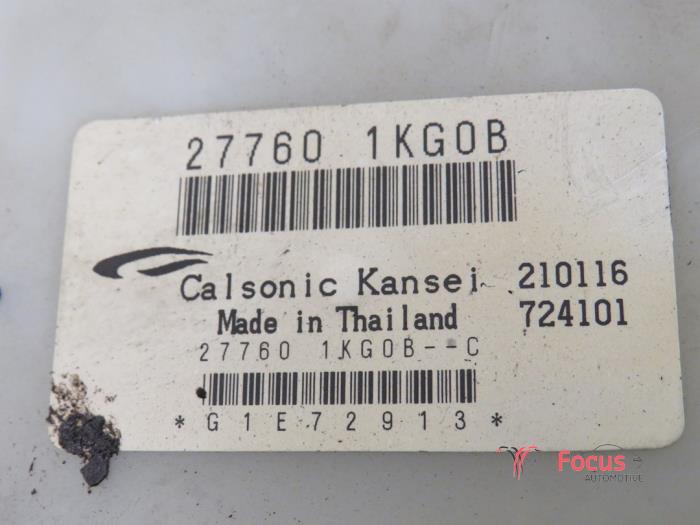 27760 1KG0B
Calsonic Kansei 210116
Made in Thailand 724101
27760 1KG0B--C
*G1E72913*
Focus
AUTOMOTIVE